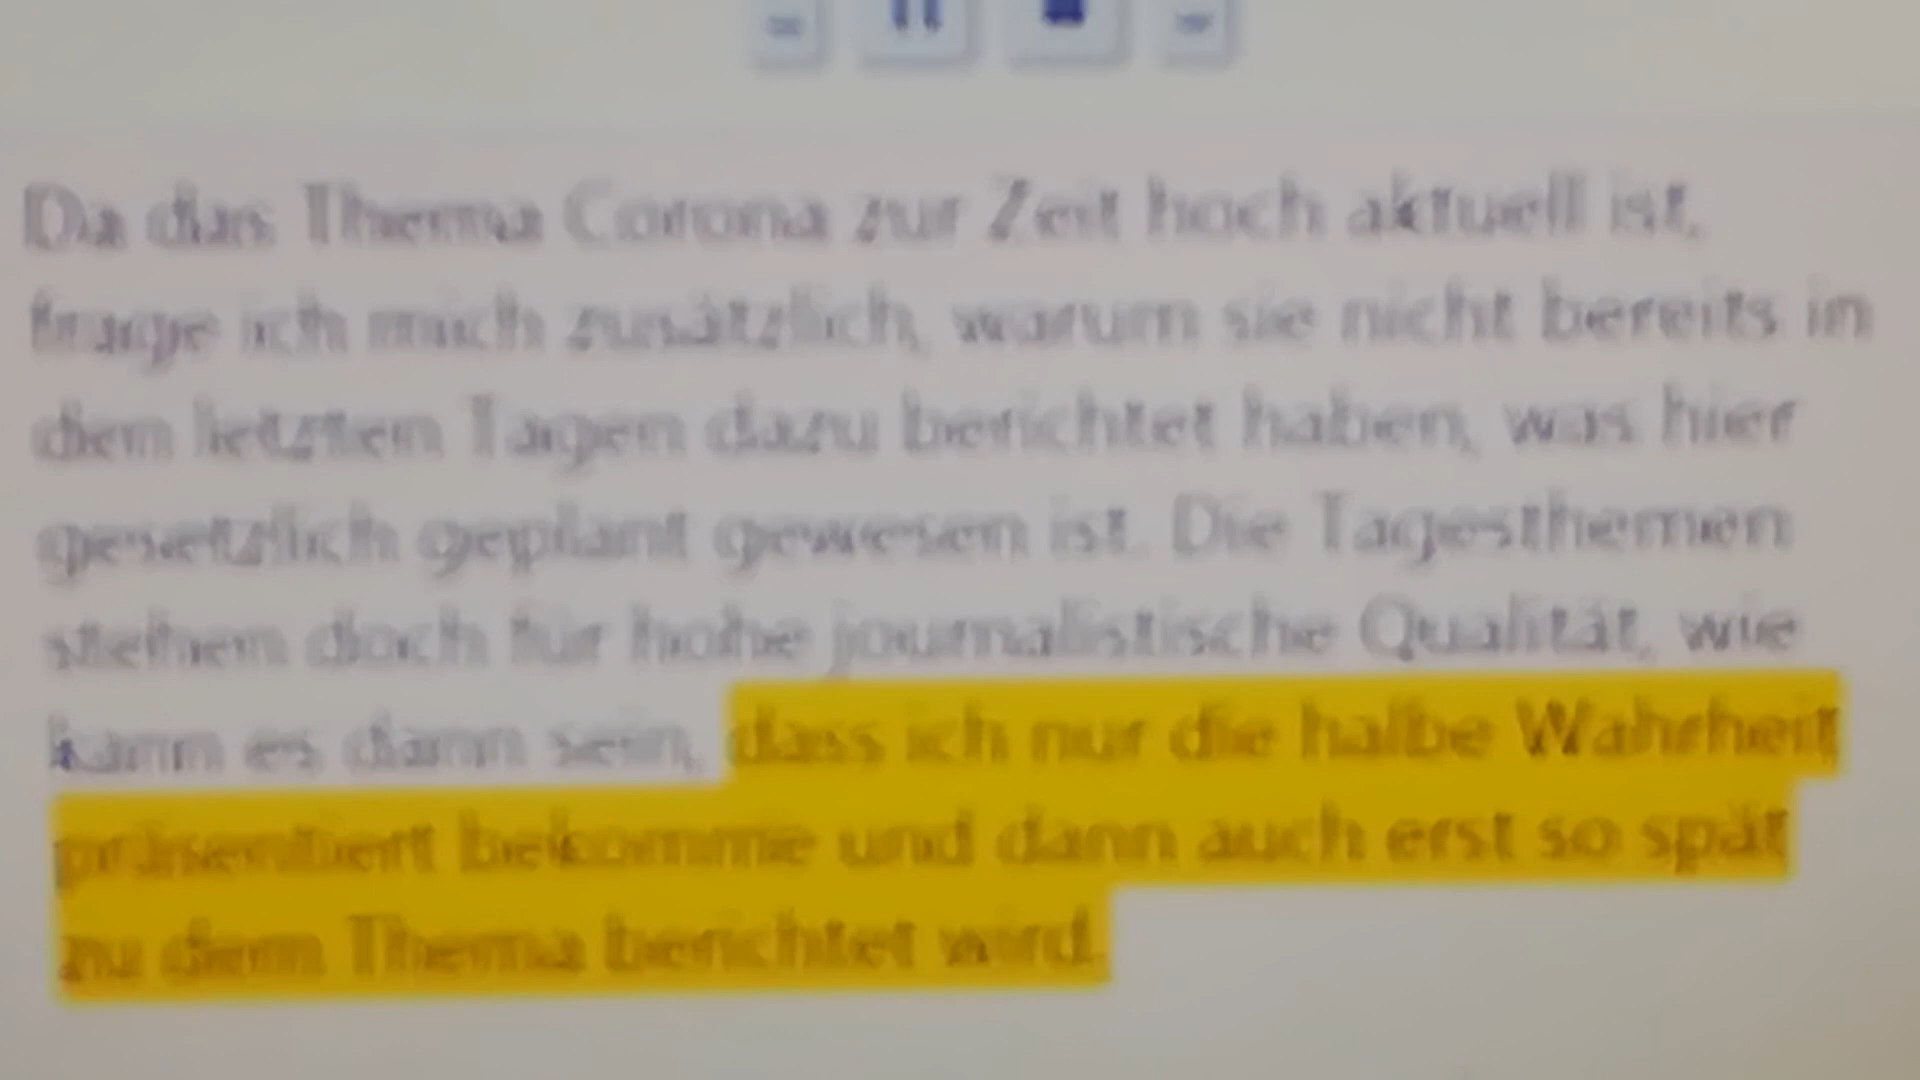 Da das Thema Corona zur Zeit hoch aktuell ist,
frage ich mich zusätzlich, warum sie nicht bereits in
den letzten Tagen dazu berichtet haben, was hier
gesetzlich geplant gewesen ist. Die Tagesthemen
stehen doch für hohe journalistische Qualität, wie
kann es dann sein, dass ich nur die halbe Wahrheit
präsentiert bekomme und dann auch erst so spät
zu dem Thema berichtet wird.